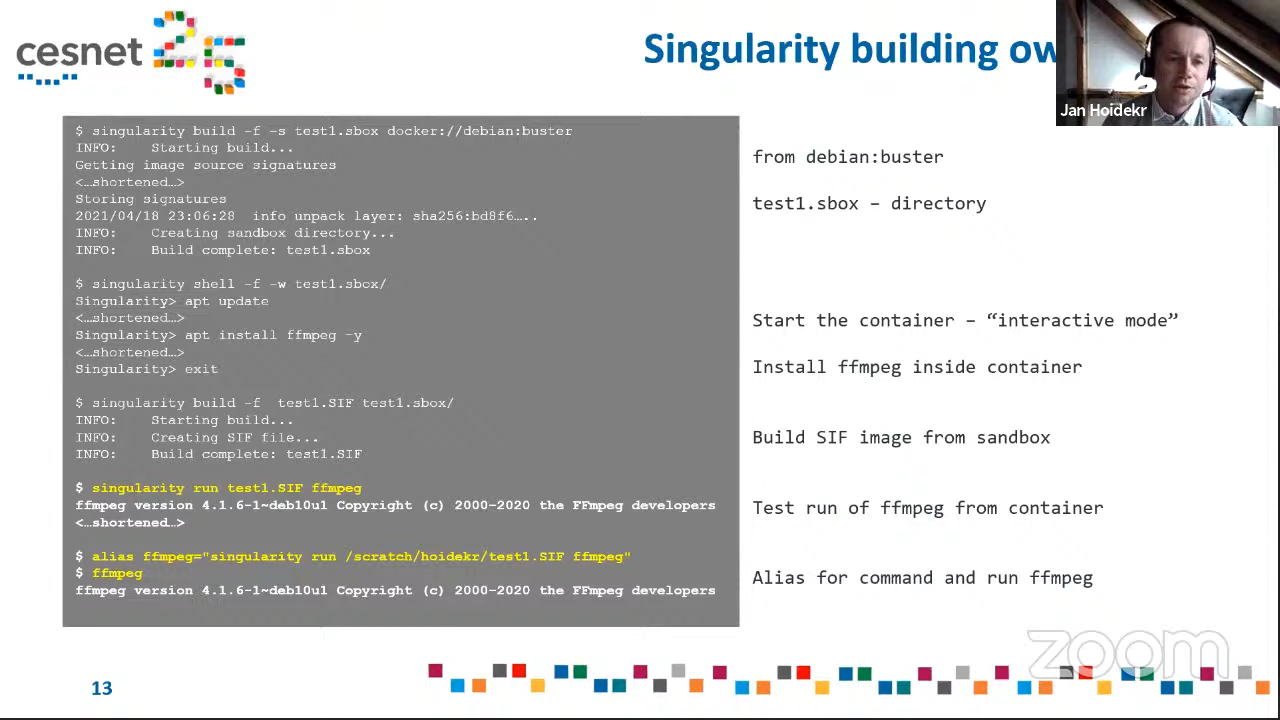 cesnet
Singularity building ow
Jan Hoidekr
$ singularity build -f -s test1.sbox docker://debian:buster
INFO: Starting build...
Getting image source signatures
<…shortened…>
Storing signatures
2021/04/18 23:06:28 info unpack layer: sha256:bd8f6…..
INFO: Creating sandbox directory...
INFO: Build complete: test1.sbox
$ singularity shell -f -w test1.sbox/
Singularity> apt update
<…shortened…>
Singularity> apt install ffmpeg -y
<…shortened…>
Singularity> exit
$ singularity build -f test1.SIF test1.sbox/
INFO: Starting build...
INFO: Creating SIF file...
INFO: Build complete: test1.SIF
$ singularity run test1.SIF ffmpeg
ffmpeg version 4.1.6-1~deb10u1 Copyright (c) 2000-2020 the FFmpeg developers
<…shortened…>
$ alias ffmpeg="singularity run /scratch/hoidekr/test1.SIF ffmpeg"
$ ffmpeg
ffmpeg version 4.1.6-1~deb10u1 Copyright (c) 2000-2020 the FFmpeg developers
from debian:buster
test1.sbox – directory
Start the container – “interactive mode”
Install ffmpeg inside container
Build SIF image from sandbox
Test run of ffmpeg from container
Alias for command and run ffmpeg
zoom
13